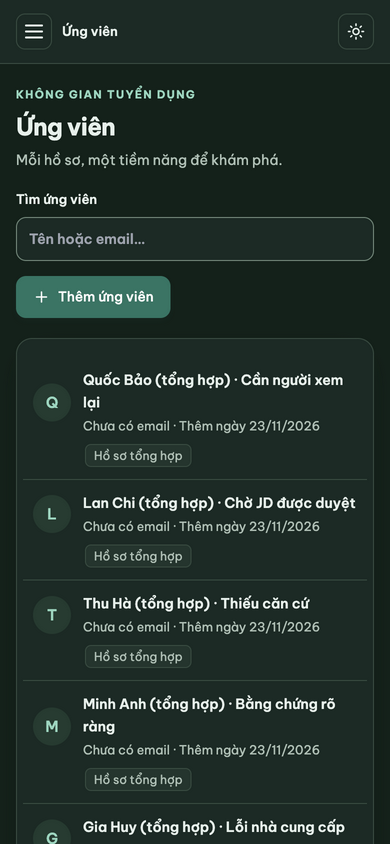 Ứng viên
KHÔNG GIAN TUYỂN DỤNG
Ứng viên
Mỗi hồ sơ, một tiềm năng để khám phá.
Tìm ứng viên
Tên hoặc email...
Thêm ứng viên
Q
Quốc Bảo (tổng hợp) · Cần người xem
lại
Chưa có email · Thêm ngày 23/11/2026
Hồ sơ tổng hợp
L
Lan Chi (tổng hợp) · Chờ JD được duyệt
Chưa có email · Thêm ngày 23/11/2026
Hồ sơ tổng hợp
T
Thu Hà (tổng hợp) · Thiếu căn cứ
Chưa có email · Thêm ngày 23/11/2026
Hồ sơ tổng hợp
M
Minh Anh (tổng hợp) · Bằng chứng rõ
ràng
Chưa có email · Thêm ngày 23/11/2026
Hồ sơ tổng hợp
G
Gia Huy (tổng hợp) · Lỗi nhà cung cấp